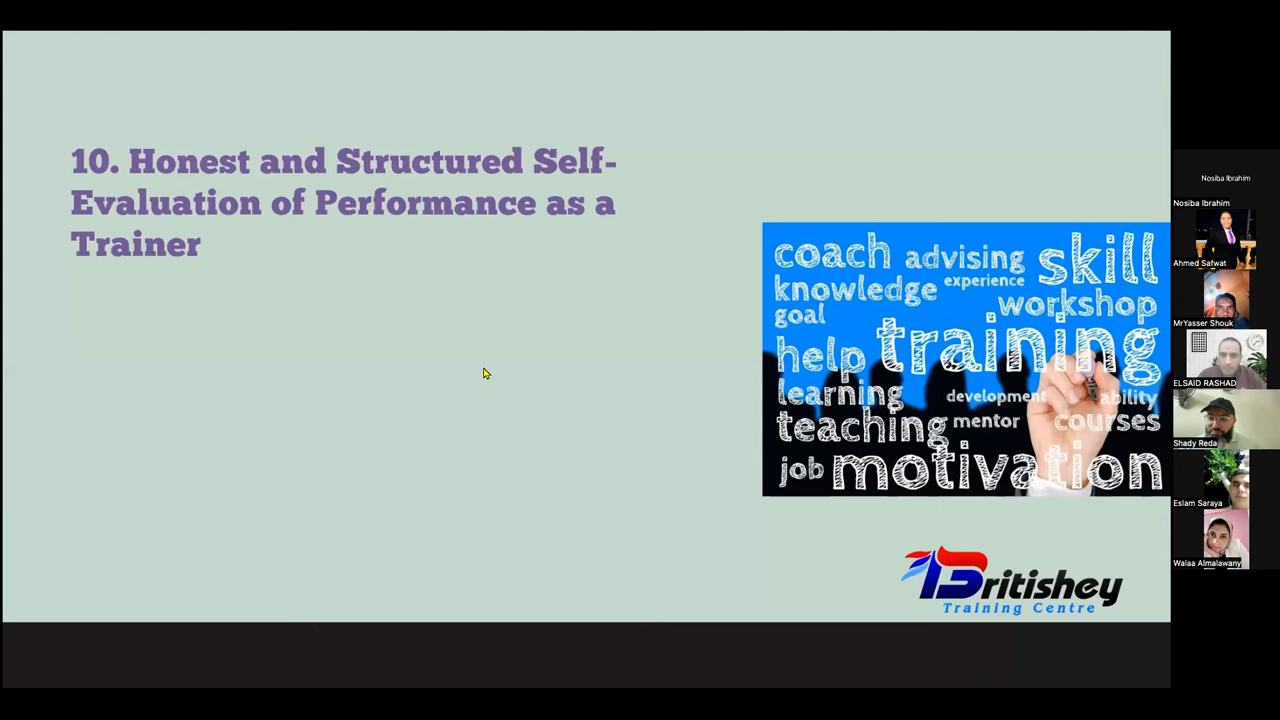 10. Honest and Structured Self-
Evaluation of Performance as a
Trainer
coach advising skill
knowledge experience
goal workshop
help training
learning development ability
teaching mentor courses
job motivation
Britishey
Training Centre
Nosiba Ibrahim
Nosiba Ibrahim
Ahmed Safwat
MrYasser Shouk
ELSAID RASHAD
Shady Reda
Eslam Saraya
Walaa Almalawany